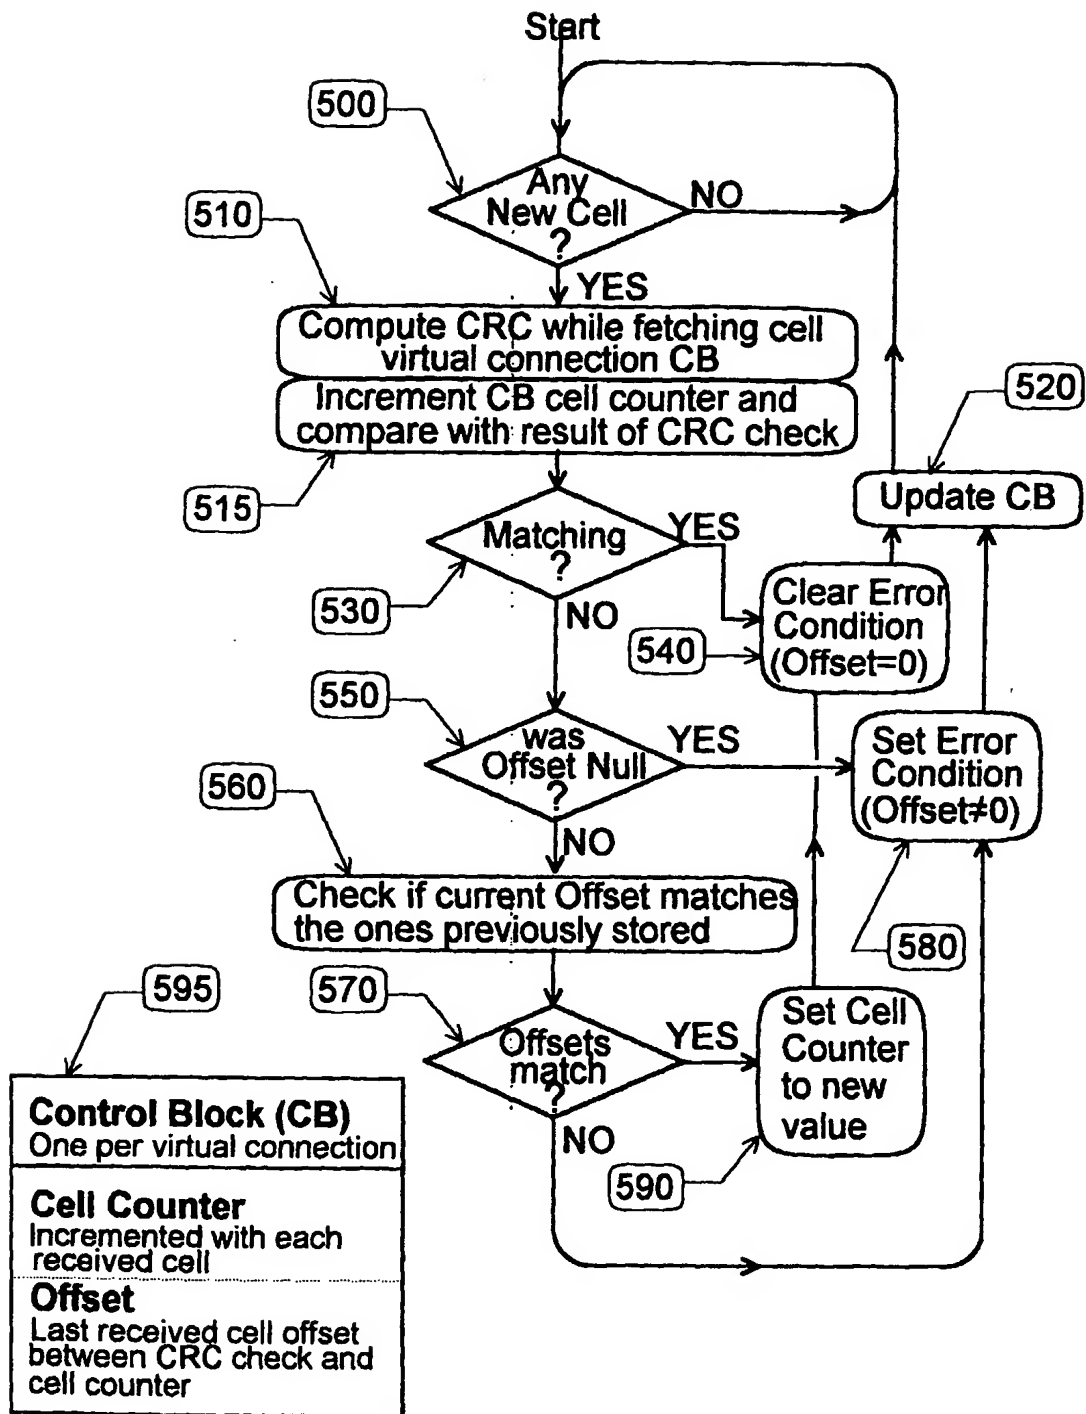 Start
500
Any
New Cell
?
NO
510
YES
Compute CRC while fetching cell
virtual connection CB
Increment CB cell counter and
compare with result of CRC check
520
515
Update CB
Matching
?
YES
530
NO
Clear Error
Condition
(Offset=0)
540
550
was
Offset Null
?
YES
Set Error
Condition
(Offset≠0)
560
NO
Check if current Offset matches
the ones previously stored
580
595
570
Offsets
match
?
YES
Set Cell
Counter
to new
value
NO
590
Control Block (CB)
One per virtual connection
Cell Counter
Incremented with each
received cell
Offset
Last received cell offset
between CRC check and
cell counter